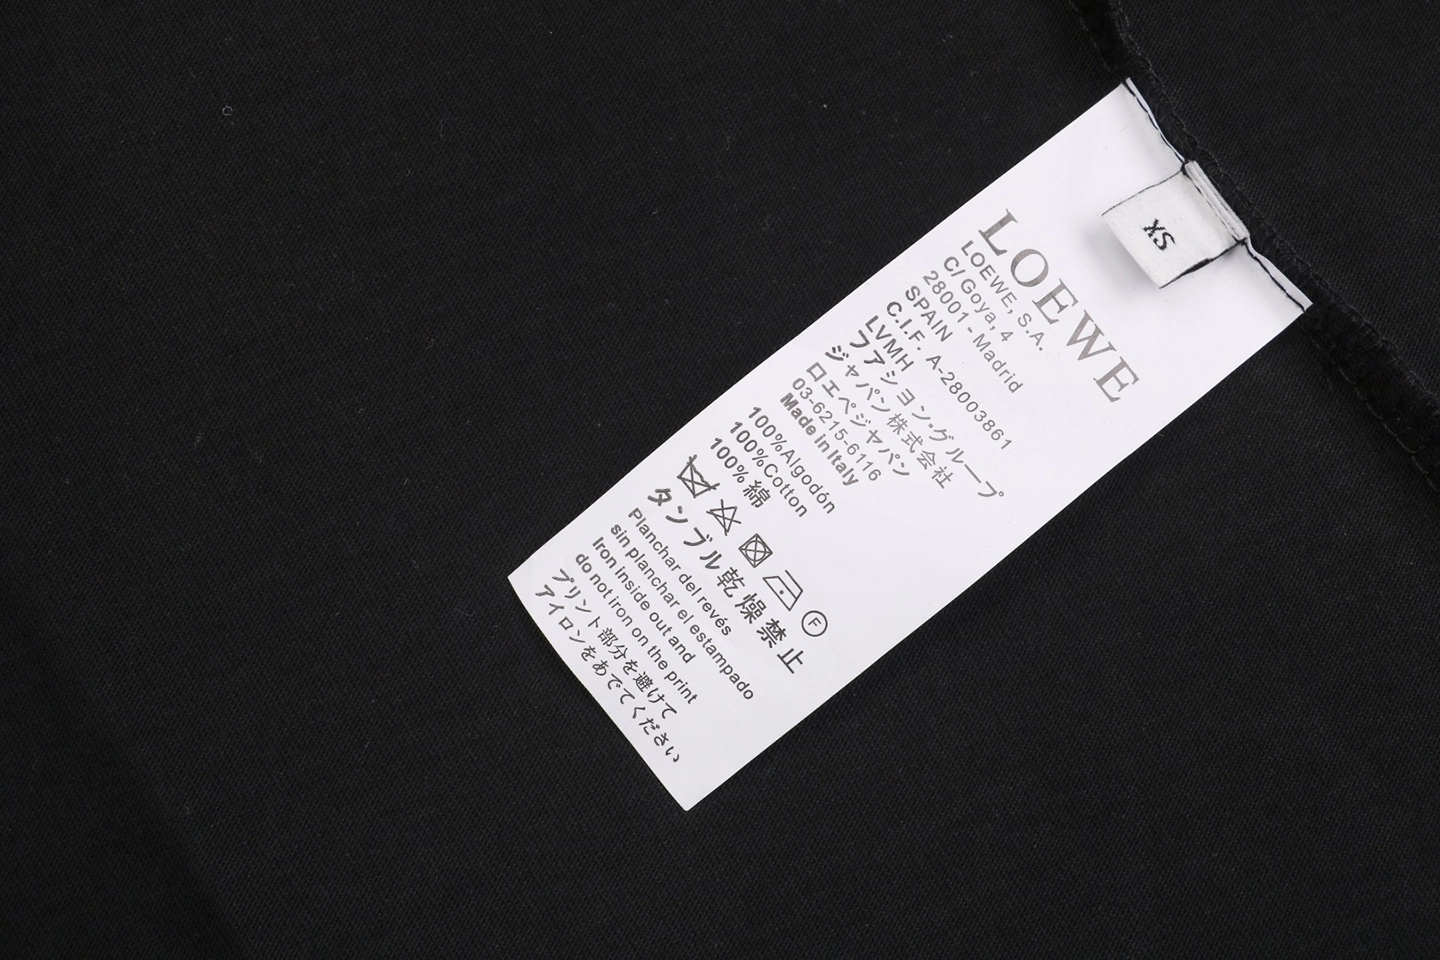 XS
LOEWE
LOEWE, S.A.
C/ Goya, 4
28001 - Madrid
SPAIN
C.I.F. A-28003861
LVMH
ファション・グループ
ジャパン株式会社
ロエベジャパン
03-6215-6116
Made in Italy
100%Algodón
100%Cotton
100%綿
F
タンブル乾燥禁止
Planchar del revés
sin planchar el estampado
Iron inside out and
do not iron on the print
プリント部分を避けて
アイロンをあでてください